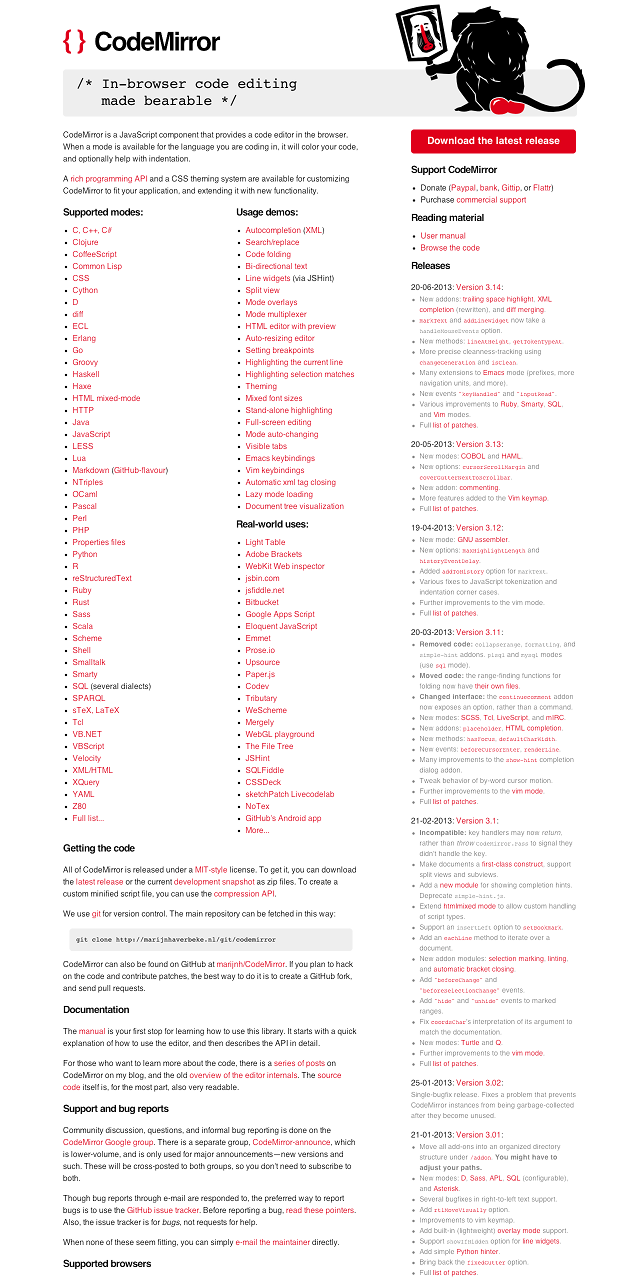 { } CodeMirror
/* In-browser code editing
made bearable */
CodeMirror is a JavaScript component that provides a code editor in the browser.
When a mode is available for the language you are coding in, it will color your code,
and optionally help with indentation.
A rich programming API and a CSS theming system are available for customizing
CodeMirror to fit your application, and extending it with new functionality.
Supported modes:
C, C++, C#
Clojure
CoffeeScript
Common Lisp
CSS
Cython
D
diff
ECL
Erlang
Go
Groovy
Haskell
Haxe
HTML mixed-mode
HTTP
Java
JavaScript
LESS
Lua
Markdown (GitHub-flavour)
NTriples
OCaml
Pascal
Perl
PHP
Properties files
Python
R
reStructuredText
Ruby
Rust
Sass
Scala
Scheme
Shell
Smalltalk
Smarty
SQL (several dialects)
SPARQL
sTeX, LaTeX
Tcl
VB.NET
VBScript
Velocity
XML/HTML
XQuery
YAML
Z80
Full list...
Usage demos:
Autocompletion (XML)
Search/replace
Code folding
Bi-directional text
Line widgets (via JSHint)
Split view
Mode overlays
Mode multiplexer
HTML editor with preview
Auto-resizing editor
Setting breakpoints
Highlighting the current line
Highlighting selection matches
Theming
Mixed font sizes
Stand-alone highlighting
Full-screen editing
Mode auto-changing
Visible tabs
Emacs keybindings
Vim keybindings
Automatic xml tag closing
Lazy mode loading
Document tree visualization
Real-world uses:
Light Table
Adobe Brackets
WebKit Web inspector
jsbin.com
jsfiddle.net
Bitbucket
Google Apps Script
Eloquent JavaScript
Emmet
Prose.io
Upsource
Paper.js
Codev
Tributary
WeScheme
Mergely
WebGL playground
The File Tree
JSHint
SQLFiddle
CSSDeck
sketchPatch Livecodelab
NoTex
GitHub's Android app
More...
Getting the code
All of CodeMirror is released under a MIT-style license. To get it, you can download
the latest release or the current development snapshot as zip files. To create a
custom minified script file, you can use the compression API.
We use git for version control. The main repository can be fetched in this way:
git clone http://marijnhaverbeke.nl/git/codemirror
CodeMirror can also be found on GitHub at marijnh/CodeMirror. If you plan to hack
on the code and contribute patches, the best way to do it is to create a GitHub fork,
and send pull requests.
Documentation
The manual is your first stop for learning how to use this library. It starts with a quick
explanation of how to use the editor, and then describes the API in detail.
For those who want to learn more about the code, there is a series of posts
on CodeMirror on my blog, and the old overview of the editor internals. The source
code itself is, for the most part, also very readable.
Support and bug reports
Community discussion, questions, and informal bug reporting is done on the
CodeMirror Google group. There is a separate group, CodeMirror-announce, which
is lower-volume, and is only used for major announcements—new versions and
such. These will be cross-posted to both groups, so you don't need to subscribe to
both.
Though bug reports through e-mail are responded to, the preferred way to report
bugs is to use the GitHub issue tracker. Before reporting a bug, read these pointers.
Also, the issue tracker is for bugs, not requests for help.
When none of these seem fitting, you can simply e-mail the maintainer directly.
Supported browsers
Download the latest release
Support CodeMirror
Donate (Paypal, bank, Gittip, or Flattr)
Purchase commercial support
Reading material
User manual
Browse the code
Releases
20-06-2013: Version 3.14:
New addons: trailing space highlight, XML
completion (rewritten), and diff merging.
markText and addLineWidget now take a
handleMouseEvents option.
New methods: lineAtHeight, getTokenTypeAt.
More precise cleanness-tracking using
changeGeneration and isClean.
Many extensions to Emacs mode (prefixes, more
navigation units, and more).
New events "keyHandled" and "inputRead".
Various improvements to Ruby, Smarty, SQL,
and Vim modes.
Full list of patches.
20-05-2013: Version 3.13:
New modes: COBOL and HAML.
New options: cursorScrollMargin and
coverGutterNextToScrollbar.
New addon: commenting.
More features added to the Vim keymap.
Full list of patches.
19-04-2013: Version 3.12:
New mode: GNU assembler.
New options: maxHighlightLength and
historyEventDelay.
Added addToHistory option for markText.
Various fixes to JavaScript tokenization and
indentation corner cases.
Further improvements to the vim mode.
Full list of patches.
20-03-2013: Version 3.11:
Removed code: collapserange, formatting, and
simple-hint addons. plsql and mysql modes
(use sql mode).
Moved code: the range-finding functions for
folding now have their own files.
Changed interface: the continuecomment addon
now exposes an option, rather than a command.
New modes: SCSS, Tcl, LiveScript, and mIRC.
New addons: placeholder, HTML completion.
New methods: hasFocus, defaultCharWidth.
New events: beforeCursorEnter, renderLine.
Many improvements to the show-hint completion
dialog addon.
Tweak behavior of by-word cursor motion.
Further improvements to the vim mode.
Full list of patches.
21-02-2013: Version 3.1:
Incompatible: key handlers may now return,
rather than throw CodeMirror.Pass to signal they
didn't handle the key.
Make documents a first-class construct, support
split views and subviews.
Add a new module for showing completion hints.
Deprecate simple-hint.js.
Extend htmlmixed mode to allow custom handling
of script types.
Support an insertLeft option to setBookmark.
Add an eachLine method to iterate over a
document.
New addon modules: selection marking, linting,
and automatic bracket closing.
Add "beforeChange" and
"beforeSelectionChange" events.
Add "hide" and "unhide" events to marked
ranges.
Fix coordsChar's interpretation of its argument to
match the documentation.
New modes: Turtle and Q.
Further improvements to the vim mode.
Full list of patches.
25-01-2013: Version 3.02:
Single-bugfix release. Fixes a problem that prevents
CodeMirror instances from being garbage-collected
after they become unused.
21-01-2013: Version 3.01:
Move all add-ons into an organized directory
structure under /addon. You might have to
adjust your paths.
New modes: D, Sass, APL, SQL (configurable),
and Asterisk.
Several bugfixes in right-to-left text support.
Add rtlMoveVisually option.
Improvements to vim keymap.
Add built-in (lightweight) overlay mode support.
Support showIfHidden option for line widgets.
Add simple Python hinter.
Bring back the fixedGutter option.
Full list of patches.